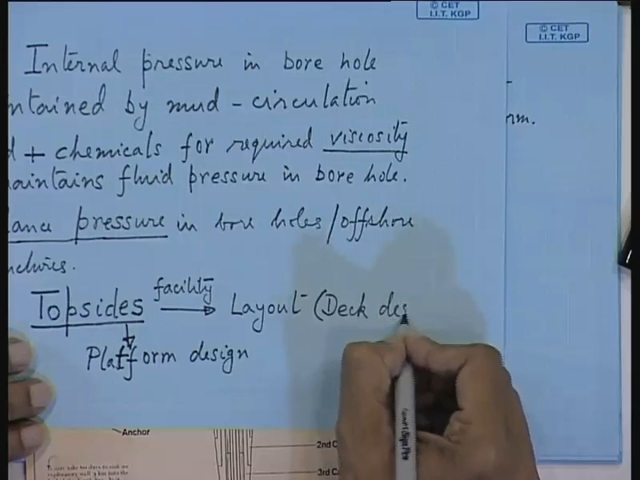 © CET
I.I.T. KGP
© CET
I.I.T. KGP
Internal pressure in bore hole
ntained by mud - circulation
d + chemicals for required viscosity
aintains fluid pressure in bore hole.
lance pressure in bore holes/offshore
nchires.
rm.
Topsides facility → Layout (Deck des
Platform design
Anchor
2nd C
3rd C